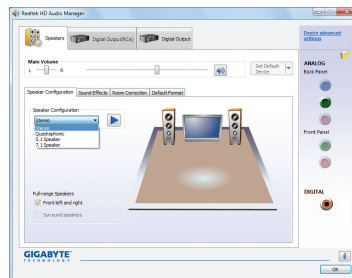 Realtek HD Audio Manager
Speakers
Digital Output(RCA)
Digital Output
Device advanced
settings
Main Volume
L
R
Set Default
Device
ANALOG
Back Panel
Speaker Configuration
Sound Effects
Room Correction
Default Format
Speaker Configuration
Stereo
Stereo
Quadraphonic
5.1 Speaker
7.1 Speaker
Front Panel
Full-range Speakers
Front left and right
Surround speakers
DIGITAL
GIGABYTE
TECHNOLOGY
i
OK